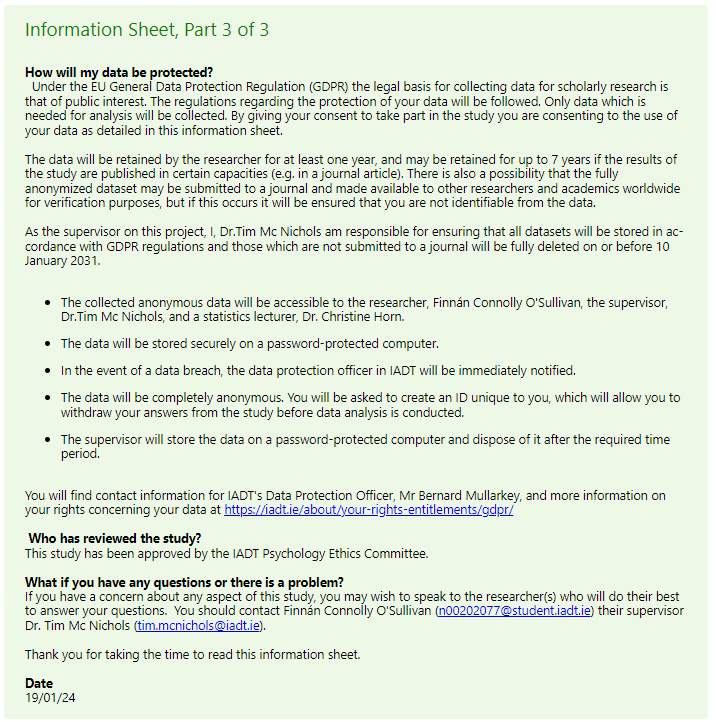 Information Sheet, Part 3 of 3
How will my data be protected?
Under the EU General Data Protection Regulation (GDPR) the legal basis for collecting data for scholarly research is
that of public interest. The regulations regarding the protection of your data will be followed. Only data which is
needed for analysis will be collected. By giving your consent to take part in the study you are consenting to the use of
your data as detailed in this information sheet.
The data will be retained by the researcher for at least one year, and may be retained for up to 7 years if the results of
the study are published in certain capacities (e.g. in a journal article). There is also a possibility that the fully
anonymized dataset may be submitted to a journal and made available to other researchers and academics worldwide
for verification purposes, but if this occurs it will be ensured that you are not identifiable from the data.
As the supervisor on this project, I, Dr.Tim Mc Nichols am responsible for ensuring that all datasets will be stored in ac-
cordance with GDPR regulations and those which are not submitted to a journal will be fully deleted on or before 10
January 2031.
• The collected anonymous data will be accessible to the researcher, Finnán Connolly O'Sullivan, the supervisor,
Dr.Tim Mc Nichols, and a statistics lecturer, Dr. Christine Horn.
• The data will be stored securely on a password-protected computer.
• In the event of a data breach, the data protection officer in IADT will be immediately notified.
• The data will be completely anonymous. You will be asked to create an ID unique to you, which will allow you to
withdraw your answers from the study before data analysis is conducted.
• The supervisor will store the data on a password-protected computer and dispose of it after the required time
period.
You will find contact information for IADT's Data Protection Officer, Mr Bernard Mullarkey, and more information on
your rights concerning your data at https://iadt.ie/about/your-rights-entitlements/gdpr/
Who has reviewed the study?
This study has been approved by the IADT Psychology Ethics Committee.
What if you have any questions or there is a problem?
If you have a concern about any aspect of this study, you may wish to speak to the researcher(s) who will do their best
to answer your questions. You should contact Finnán Connolly O'Sullivan (n00202077@student.iadt.ie) their supervisor
Dr. Tim Mc Nichols (tim.mcnichols@iadt.ie).
Thank you for taking the time to read this information sheet.
Date
19/01/24